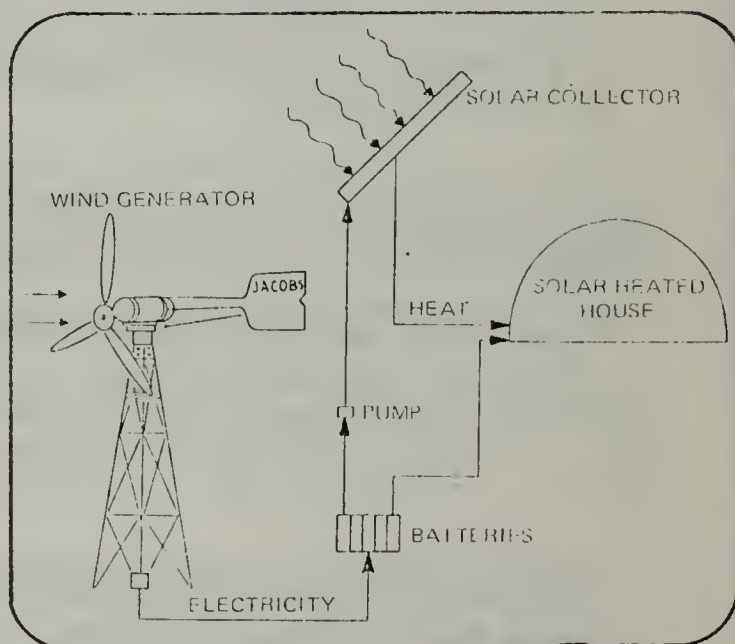 SOLAR COLLECTOR
WIND GENERATOR
JACOBS
SOLAR HEATED
HOUSE
HEAT
PUMP
BATTERIES
ELECTRICITY